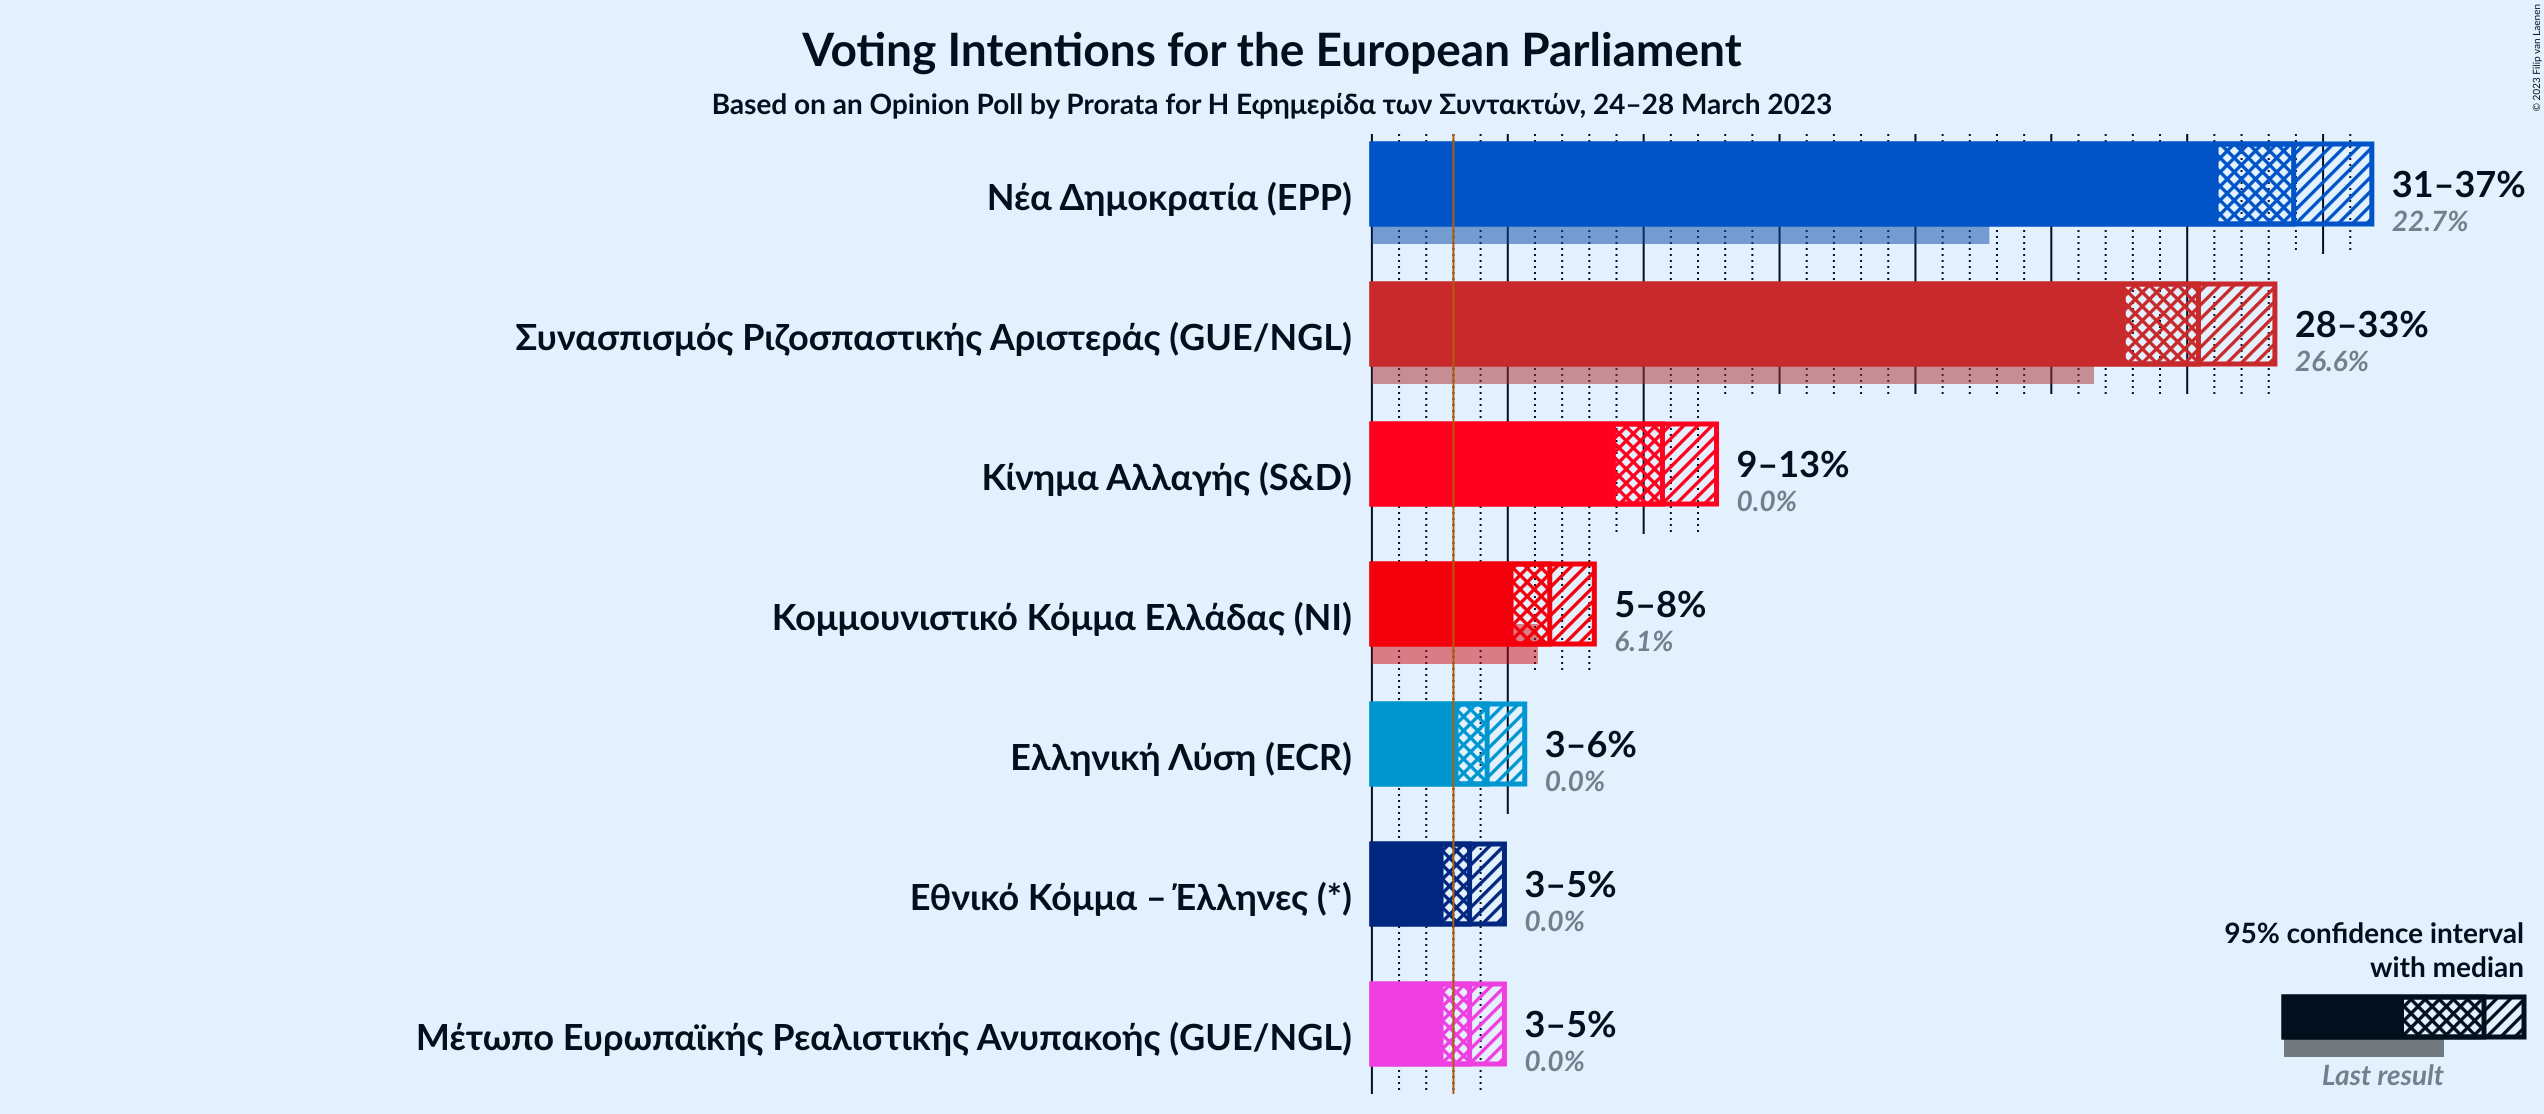 © 2023 Filip van Laenen
Voting Intentions for the European Parliament
Based on an Opinion Poll by Prorata for Η Εφημερίδα των Συντακτών, 24–28 March 2023
Νέα Δημοκρατία (EPP)
31–37%
22.7%
Συνασπισμός Ριζοσπαστικής Αριστεράς (GUE/NGL)
28–33%
26.6%
Κίνημα Αλλαγής (S&D)
9–13%
0.0%
Κομμουνιστικό Κόμμα Ελλάδας (NI)
5–8%
6.1%
Ελληνική Λύση (ECR)
3–6%
0.0%
Εθνικό Κόμμα – Έλληνες (*)
3–5%
0.0%
Μέτωπο Ευρωπαϊκής Ρεαλιστικής Ανυπακοής (GUE/NGL)
3–5%
0.0%
95% confidence interval
with median
Last result